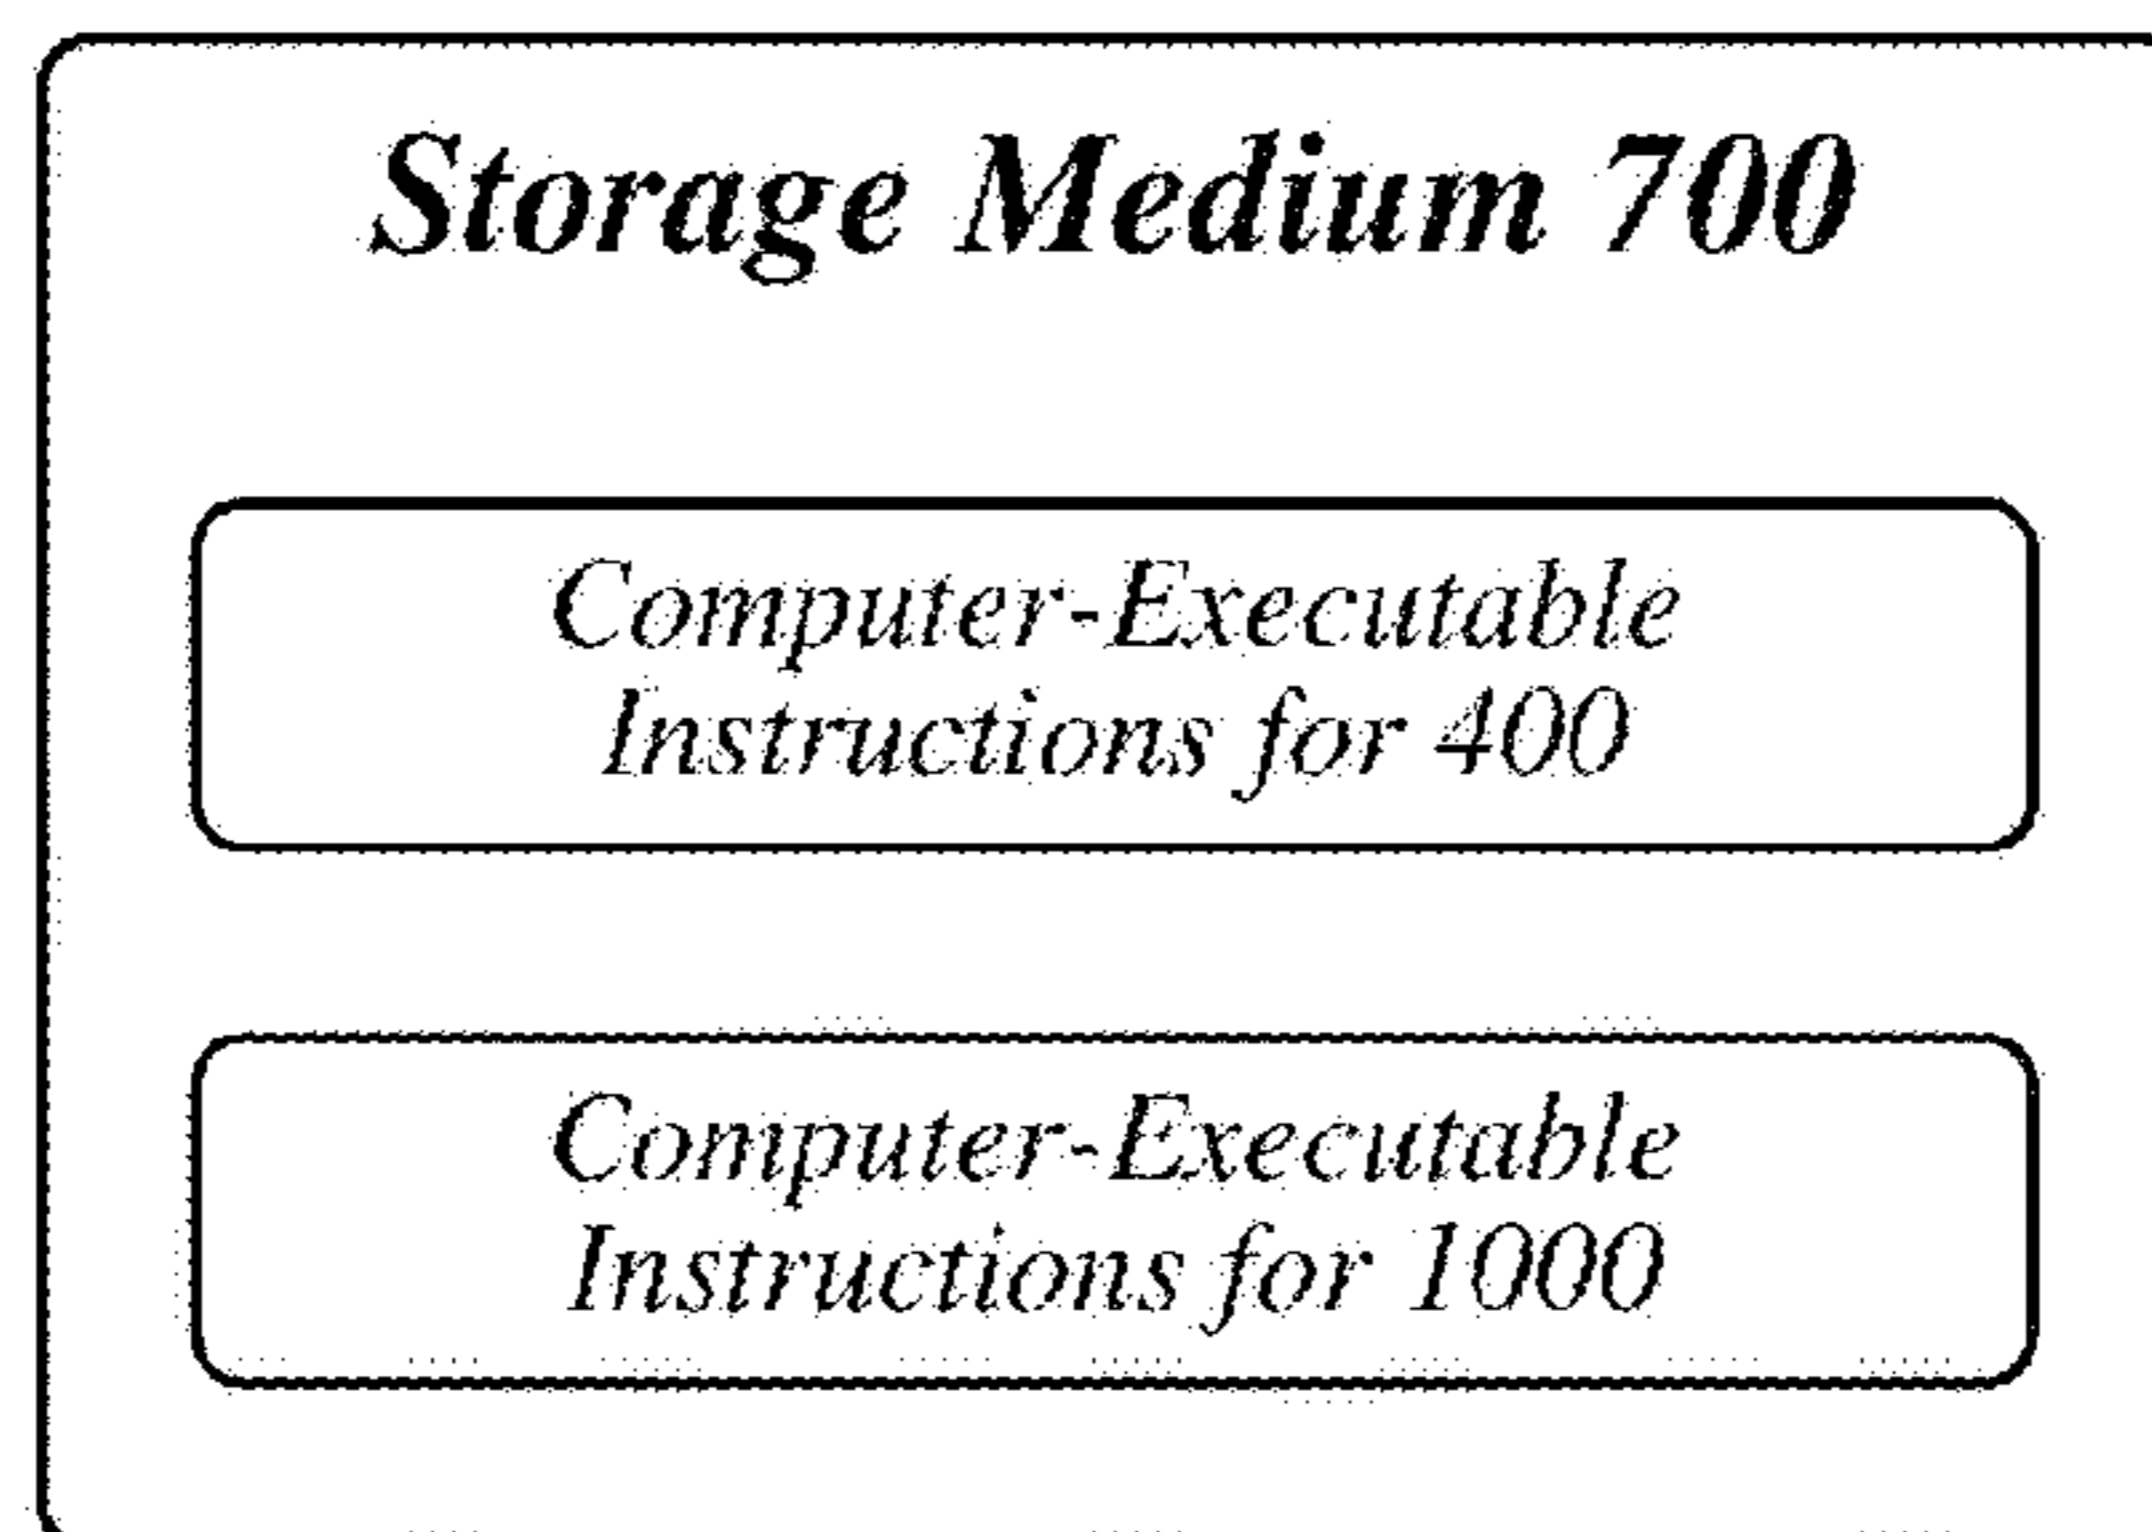 Storage Medium 700
Computer-Executable
Instructions for 400
Computer-Executable
Instructions for 1000